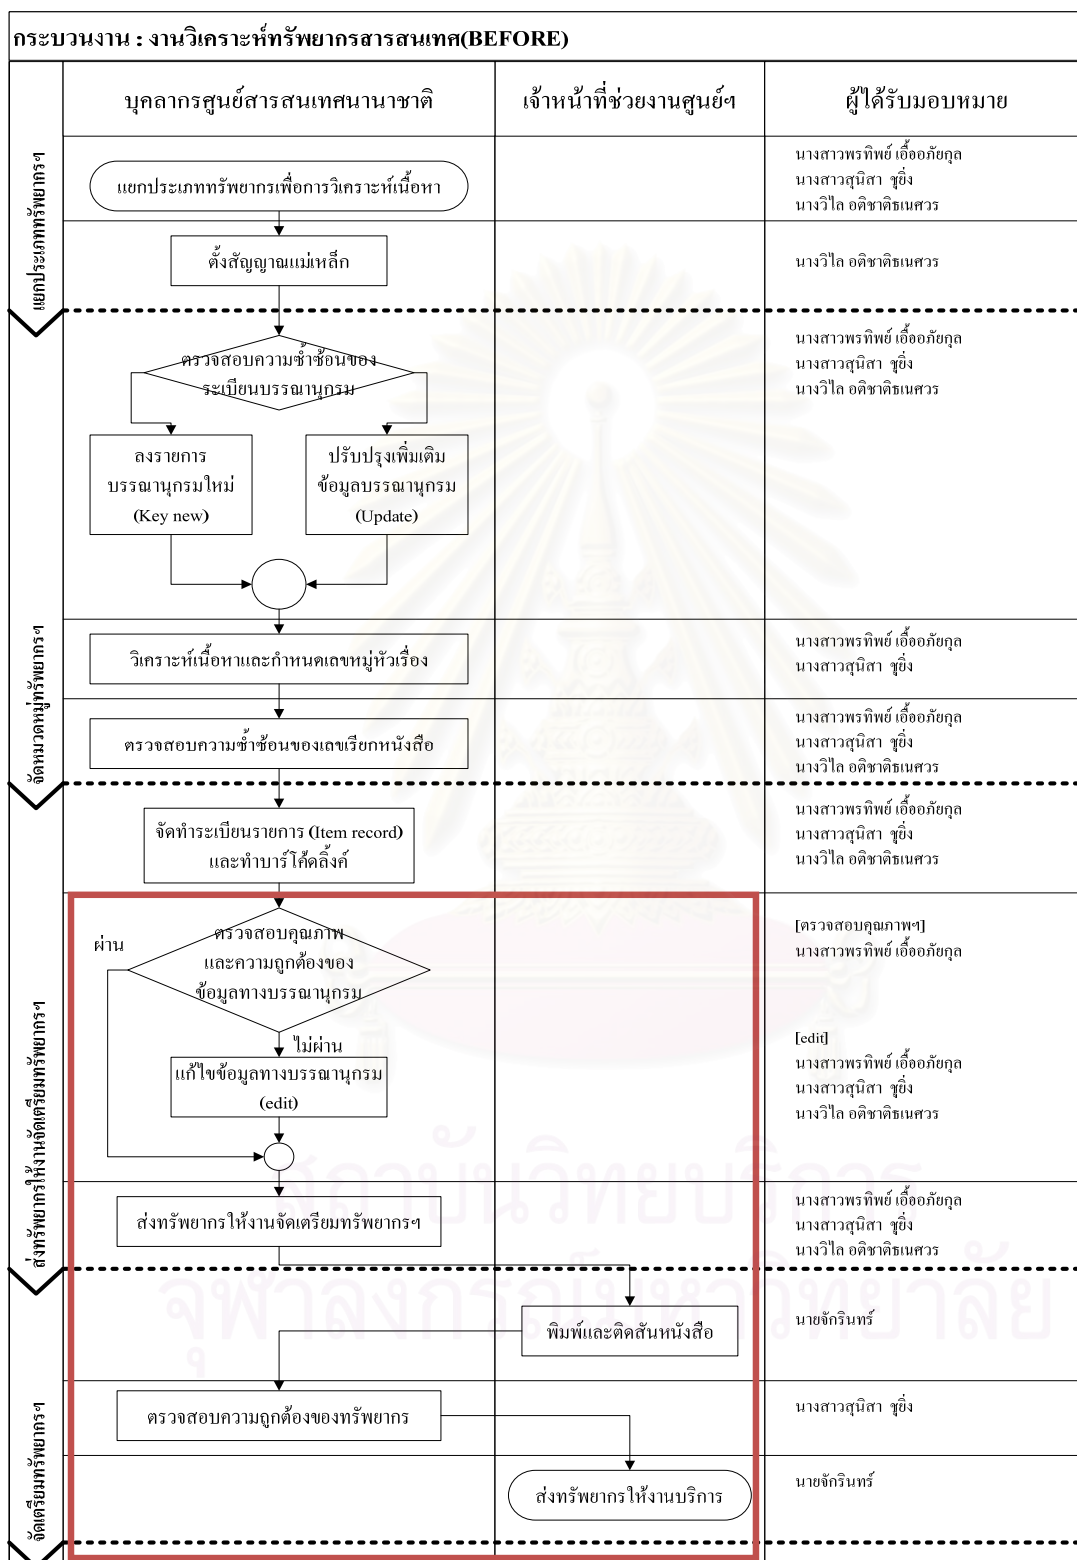 กระบวนงาน : งานวิเคราะห์ทรัพยากรสารสนเทศ(BEFORE)
บุคลากรศูนย์สารสนเทศนานาชาติ
เจ้าหน้าที่ช่วยงานศูนย์ฯ
ผู้ได้รับมอบหมาย
แยกประเภททรัพยากรฯ
แยกประเภททรัพยากรเพื่อการวิเคราะห์เนื้อหา
นางสาวพรทิพย์ เอื้ออภัยกุล
นางสาวสุนิสา ชูยิ่ง
นางวิไล อติชาติธเนศวร
ตั้งสัญญาณแม่เหล็ก
นางวิไล อติชาติธเนศวร
จัดหมวดหมู่ทรัพยากรฯ
ตรวจสอบความซ้ำซ้อนของ
ระเบียนบรรณานุกรม
นางสาวพรทิพย์ เอื้ออภัยกุล
นางสาวสุนิสา ชูยิ่ง
นางวิไล อติชาติธเนศวร
ลงรายการ
บรรณานุกรมใหม่
(Key new)
ปรับปรุงเพิ่มเติม
ข้อมูลบรรณานุกรม
(Update)
วิเคราะห์เนื้อหาและกำหนดเลขหมู่หัวเรื่อง
นางสาวพรทิพย์ เอื้ออภัยกุล
นางสาวสุนิสา ชูยิ่ง
ตรวจสอบความซ้ำซ้อนของเลขเรียกหนังสือ
นางสาวพรทิพย์ เอื้ออภัยกุล
นางสาวสุนิสา ชูยิ่ง
นางวิไล อติชาติธเนศวร
ส่งทรัพยากรให้งานจัดเตรียมทรัพยากรฯ
จัดทำระเบียนรายการ (Item record)
และทำบาร์โค้ดลิ้งค์
นางสาวพรทิพย์ เอื้ออภัยกุล
นางสาวสุนิสา ชูยิ่ง
นางวิไล อติชาติธเนศวร
ผ่าน
ตรวจสอบคุณภาพ
และความถูกต้องของ
ข้อมูลทางบรรณานุกรม
[ตรวจสอบคุณภาพฯ]
นางสาวพรทิพย์ เอื้ออภัยกุล
ไม่ผ่าน
แก้ไขข้อมูลทางบรรณานุกรม
(edit)
[edit]
นางสาวพรทิพย์ เอื้ออภัยกุล
นางสาวสุนิสา ชูยิ่ง
นางวิไล อติชาติธเนศวร
ส่งทรัพยากรให้งานจัดเตรียมทรัพยากรฯ
นางสาวพรทิพย์ เอื้ออภัยกุล
นางสาวสุนิสา ชูยิ่ง
นางวิไล อติชาติธเนศวร
สถาบันวิทยบริการ
จุฬาลงกรณ์มหาวิทยาลัย
จัดเตรียมทรัพยากรฯ
พิมพ์และติดสันหนังสือ
นายจักรินทร์
ตรวจสอบความถูกต้องของทรัพยากร
นางสาวสุนิสา ชูยิ่ง
ส่งทรัพยากรให้งานบริการ
นายจักรินทร์